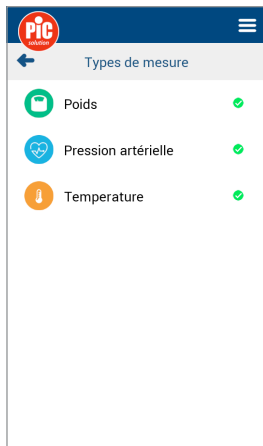 PiC
solution
Types de mesure
Poids
Pression artérielle
Temperature